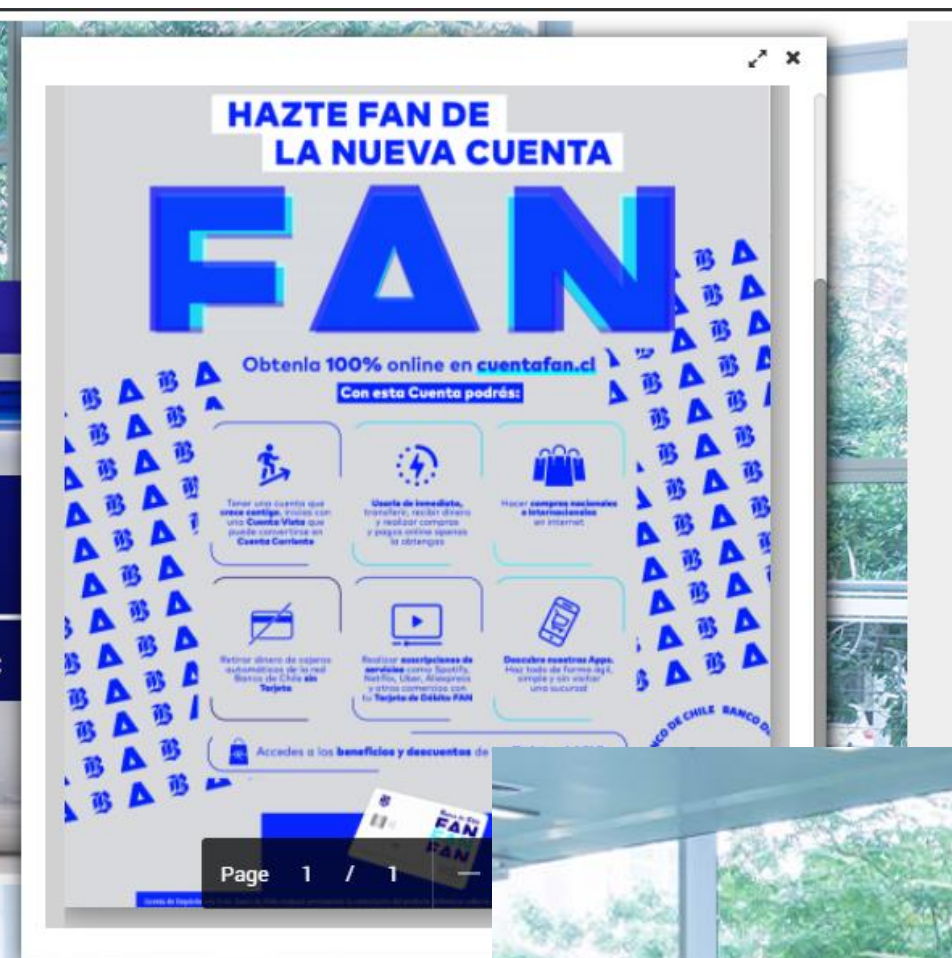 HAZTE FAN DE
LA NUEVA CUENTA
FAN
Obtenla 100% online en cuentafan.cl
Con esta Cuenta podrás:
Tener una cuenta que
crece contigo, inicias con
una Cuenta Vista que
puede convertirse en
Cuenta Corriente
Usarla de inmediato,
transferir, recibir dinero
y realizar compras
y pagos online apenas
la obtengas
Hacer compras nacionales
e internacionales
en internet
Retirar dinero de cajeros
automáticos de la red
Banco de Chile sin
Tarjeta
Realizar suscripciones de
servicios como Spotify,
Netflix, Uber, Aliexpress
y otros comercios con
tu Tarjeta de Débito FAN
Descubre nuestras Apps.
Haz todo de forma ágil,
simple y sin visitar
una sucursal
CO DE CHILE BANCO D
Accedes a los beneficios y descuentos de
Banco de Chile
FAN
FAN
FAN
Page 1 / 1